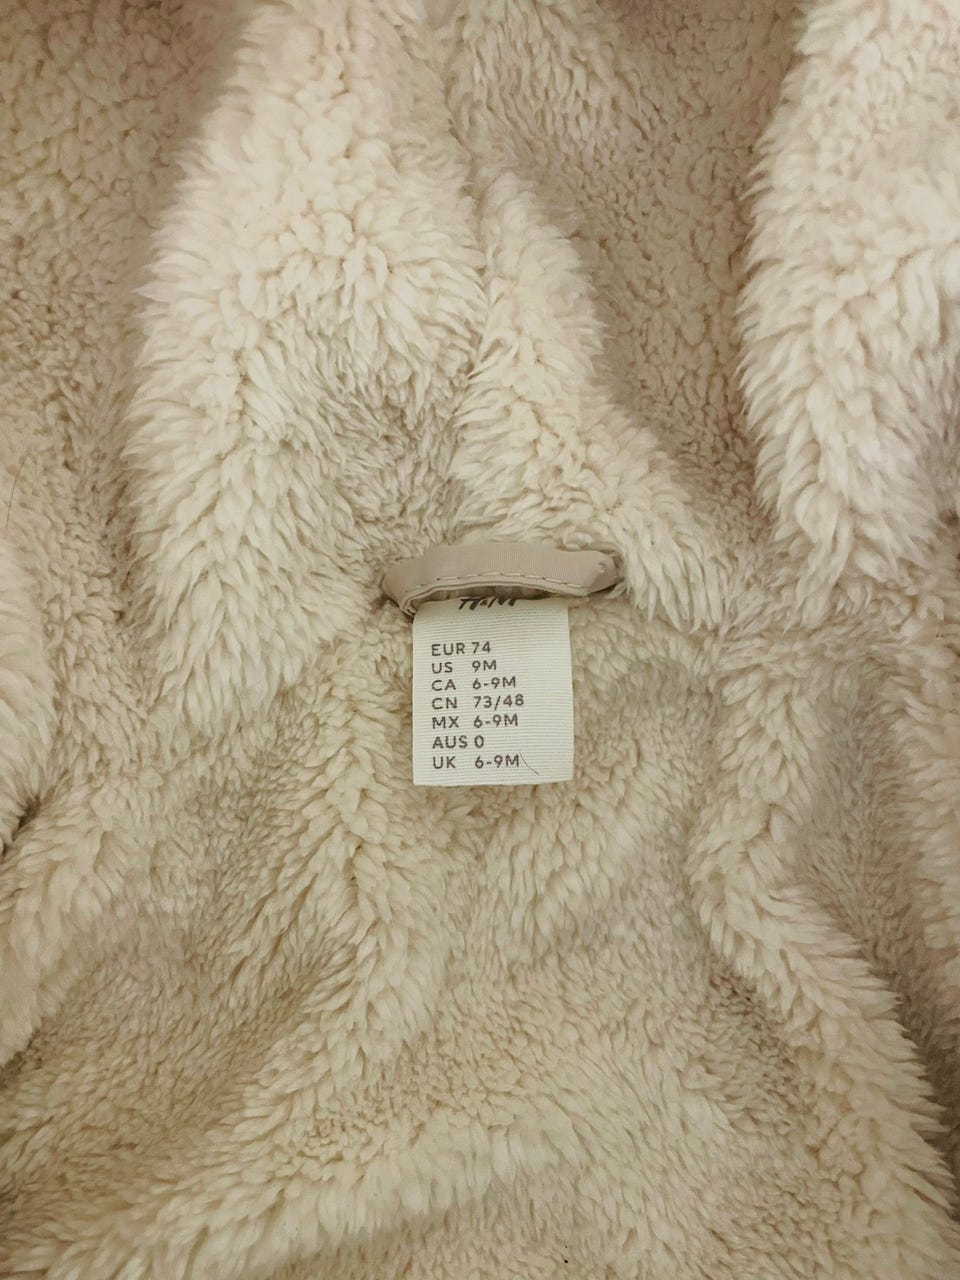 H&M
EUR 74
US 9M
CA 6-9M
CN 73/48
MX 6-9M
AUS 0
UK 6-9M